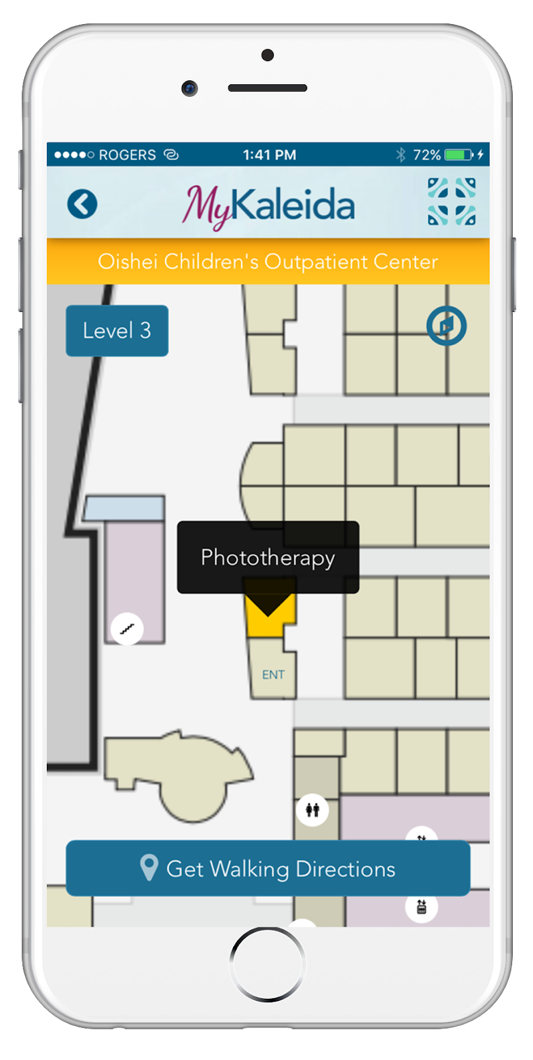 ROGERS 1:41 PM 72%
MyKaleida
Oishei Children's Outpatient Center
Level 3
Phototherapy
ENT
Get Walking Directions